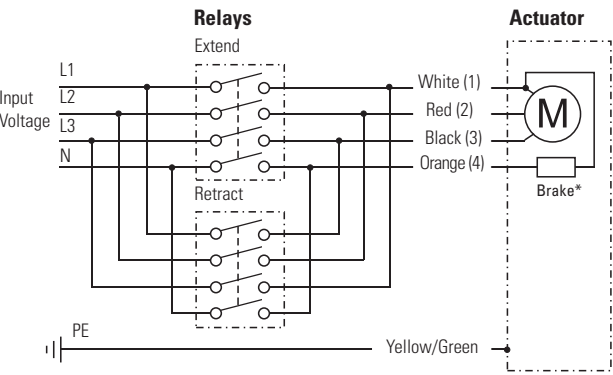 Relays
Actuator
Extend
L1
White (1)
Input
Voltage
L2
Red (2)
L3
Black (3)
M
N
Orange (4)
Brake*
Retract
PE
Yellow/Green